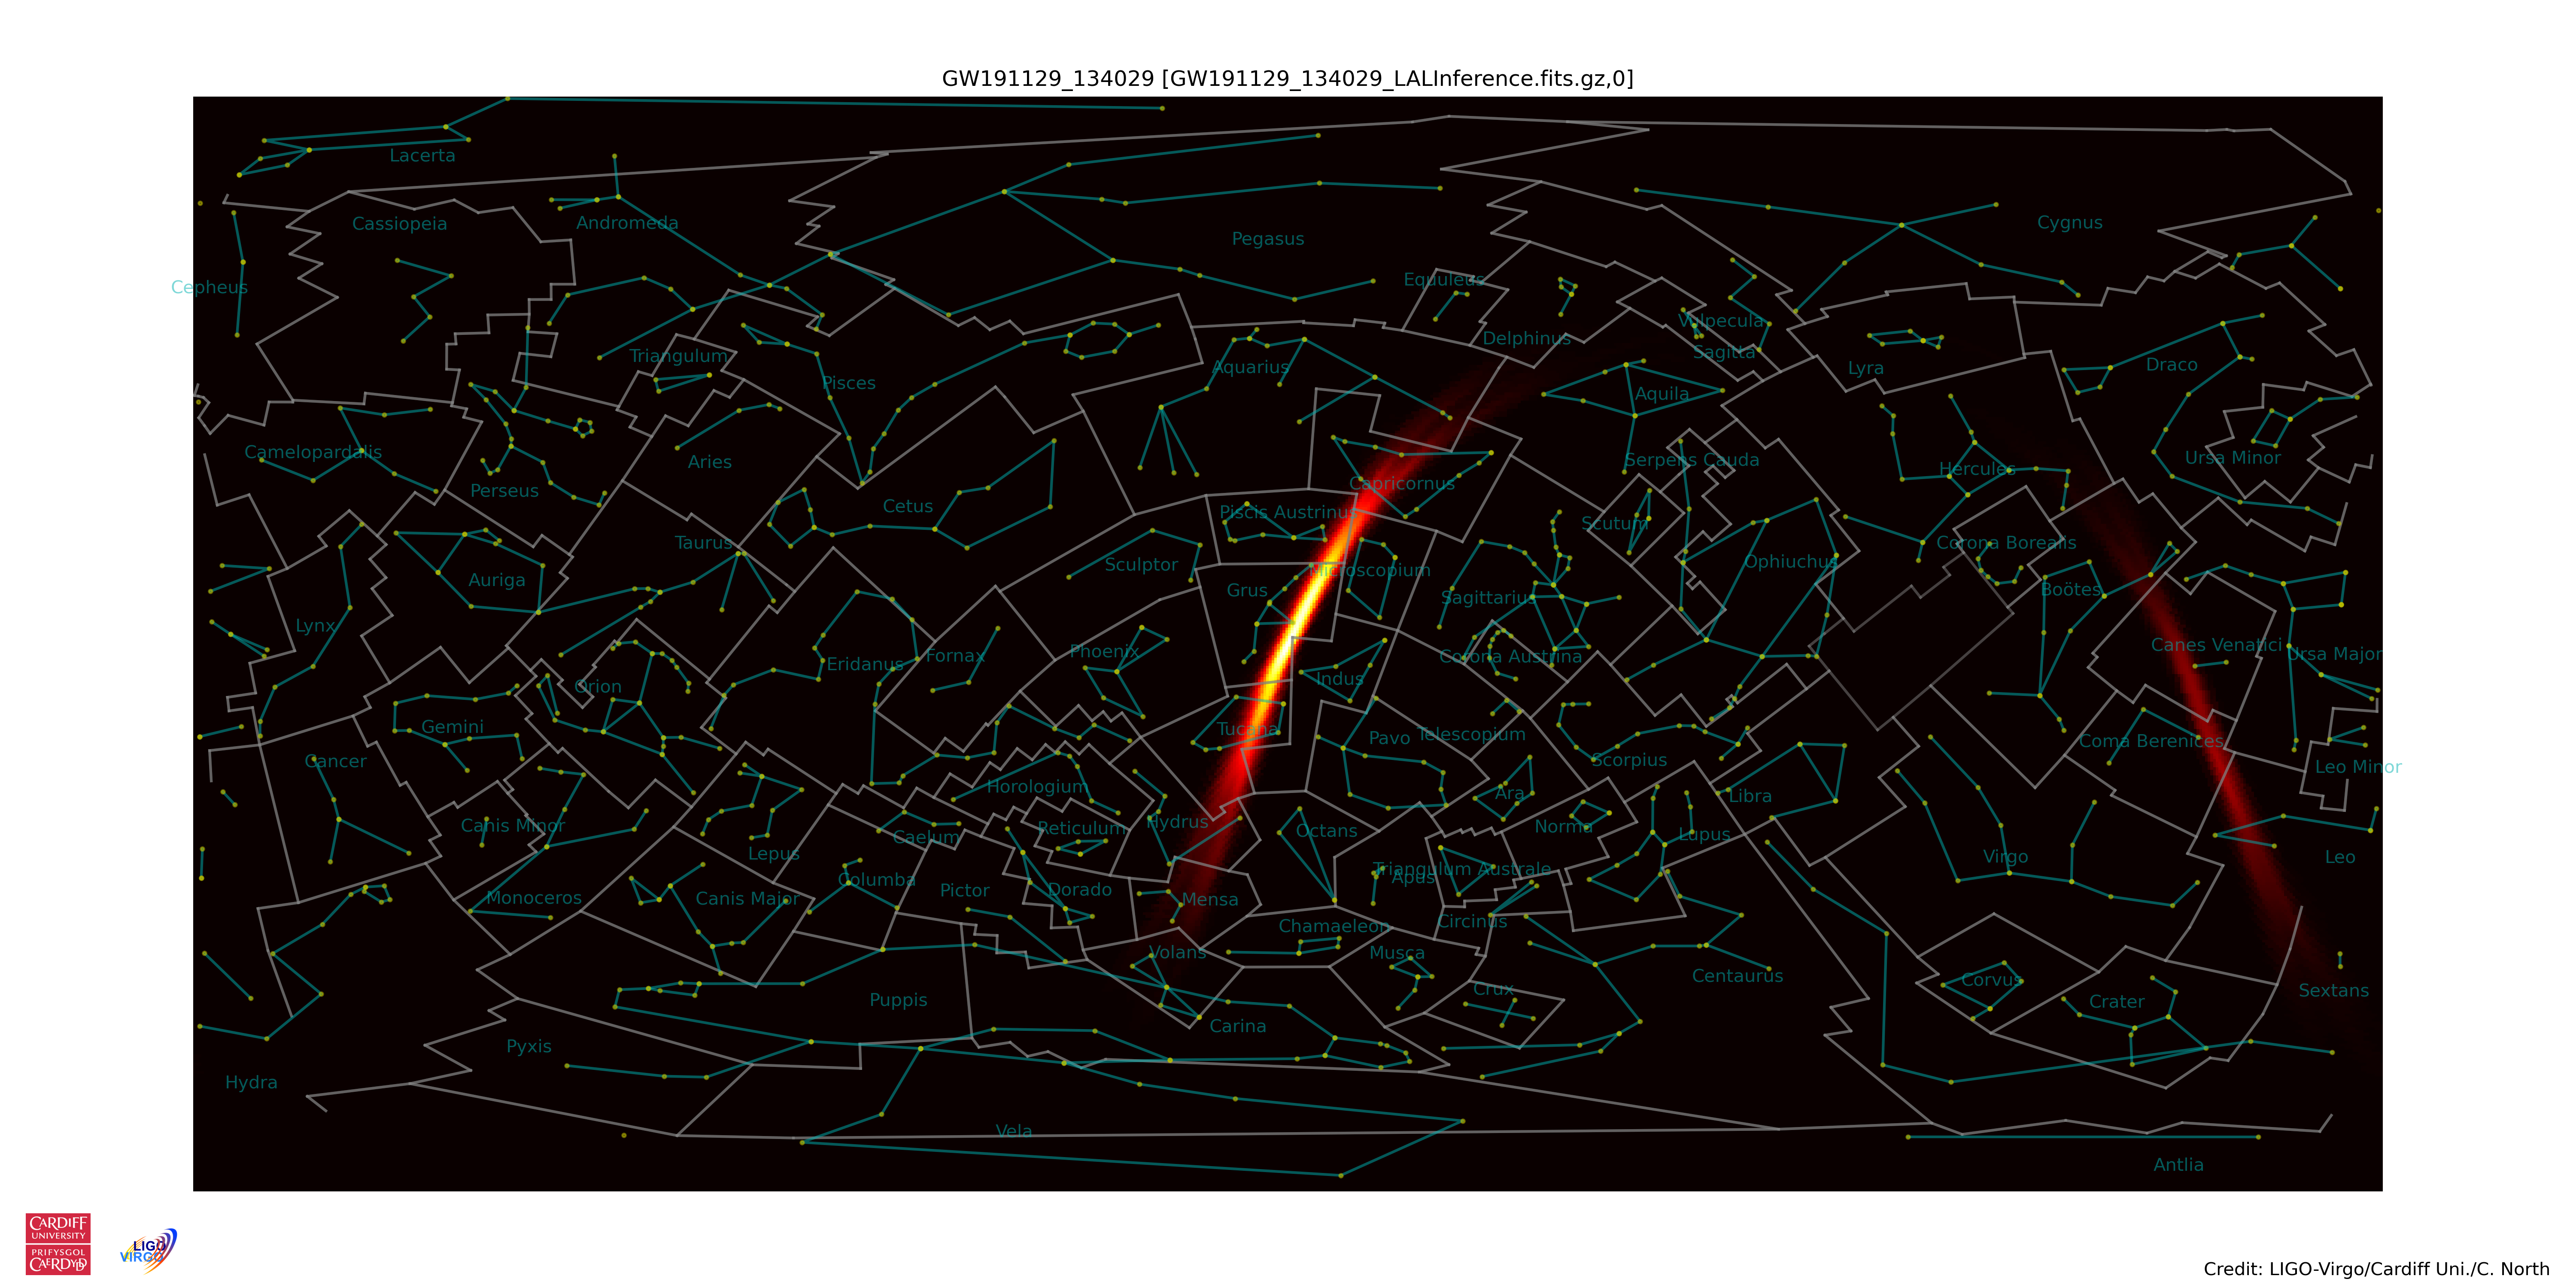 GW191129_134029 [GW191129_134029_LALInference.fits.gz,0]
Lacerta
Cassiopeia
Andromeda
Pegasus
Cygnus
Cepheus
Equuleus
Vulpecula
Delphinus
Sagitta
Triangulum
Pisces
Aquarius
Lyra
Draco
Aquila
Camelopardalis
Aries
Serpens Cauda
Ursa Minor
Hercules
Perseus
Capricornus
Cetus
Piscis Austrinus
Scutum
Taurus
Corona Borealis
Sculptor
Microscopium
Ophiuchus
Auriga
Grus
Sagittarius
Boötes
Lynx
Phoenix
Fornax
Eridanus
Corona Austrina
Canes Venatici
Ursa Major
Orion
Indus
Gemini
Tucana
Pavo
Telescopium
Coma Berenices
Cancer
Scorpius
Leo Minor
Horologium
Ara
Libra
Canis Minor
Caelum
Reticulum
Hydrus
Octans
Norma
Lupus
Lepus
Virgo
Leo
Triangulum Australe
Apus
Columba
Pictor
Dorado
Monoceros
Canis Major
Mensa
Chamaeleon
Circinus
Volans
Musca
Centaurus
Corvus
Crux
Sextans
Puppis
Crater
Carina
Pyxis
Hydra
Vela
Antlia
CARDIFF
UNIVERSITY
PRIFYSGOL
CAERDYDD
LIGO
VIRGO
Credit: LIGO-Virgo/Cardiff Uni./C. North